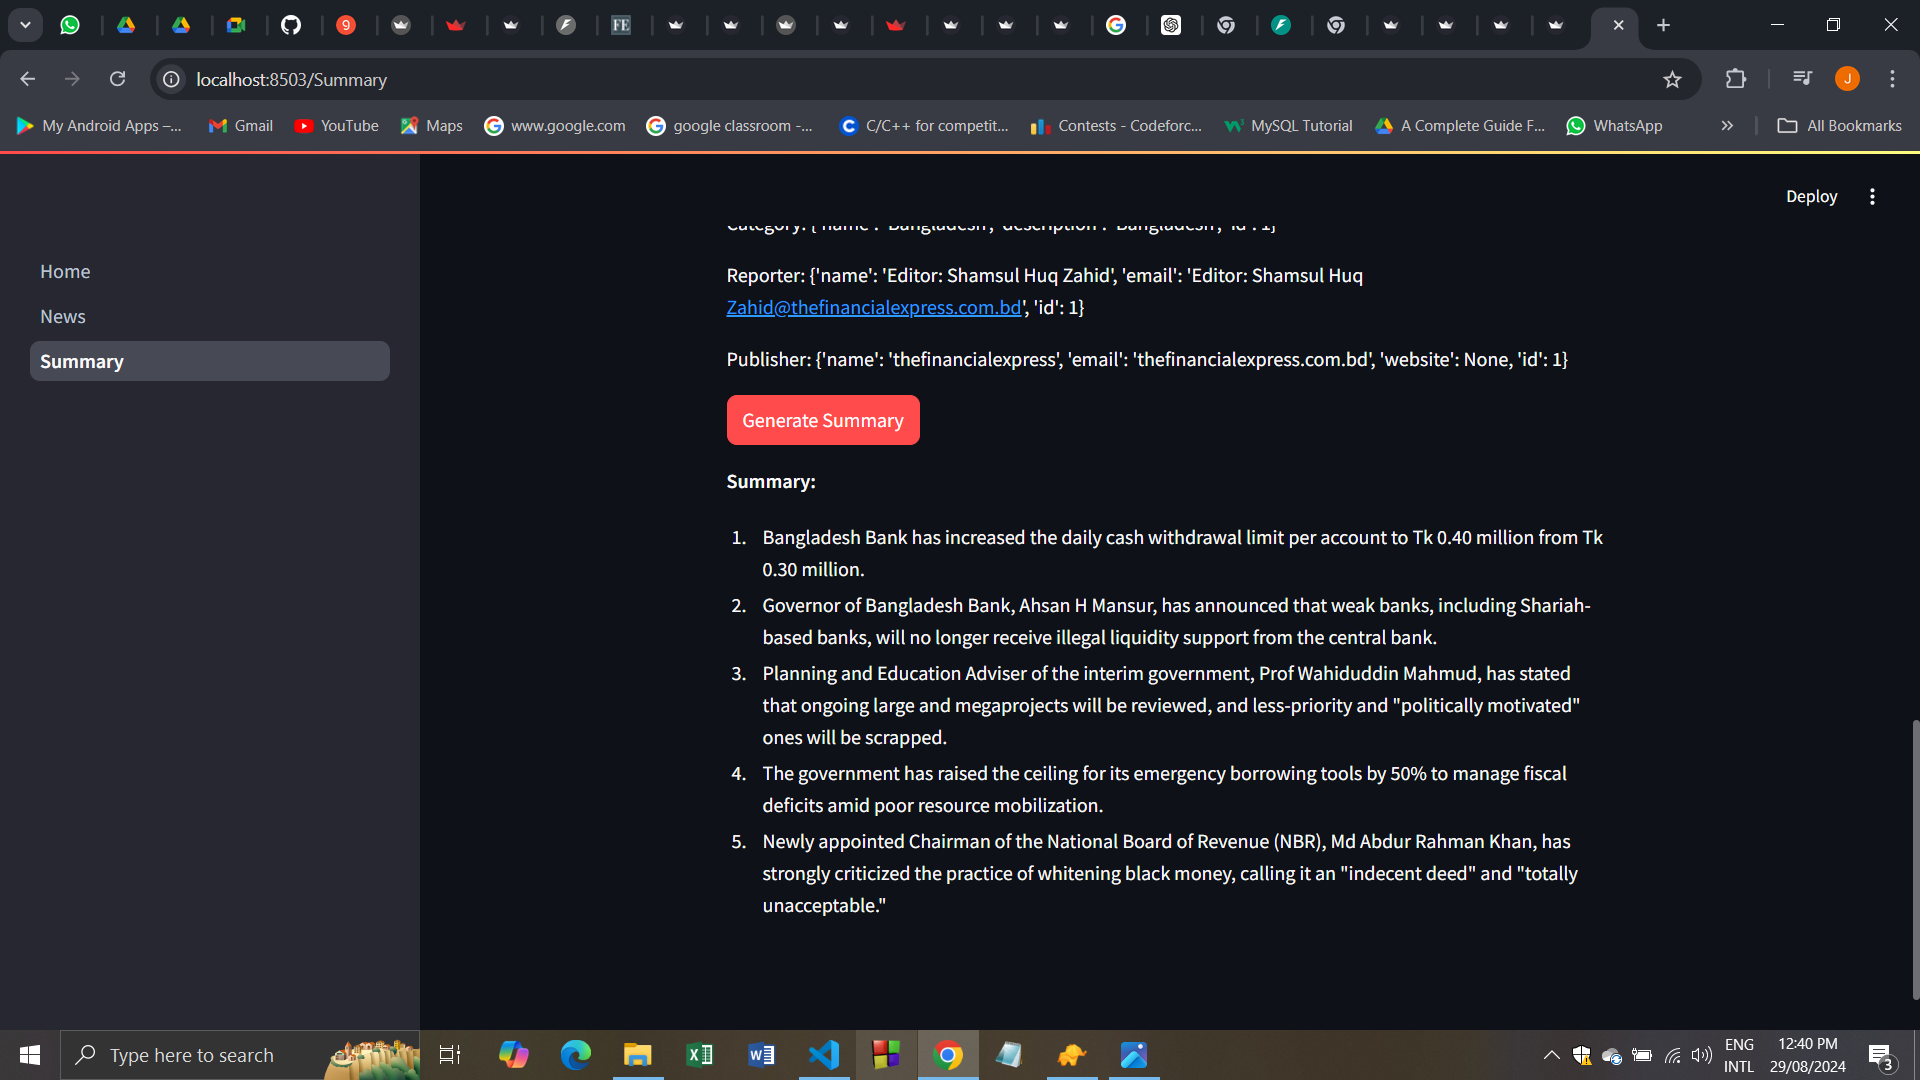 9
FE
localhost:8503/Summary
J
My Android Apps –...
Gmail
YouTube
Maps
www.google.com
google classroom -...
C/C++ for competit...
Contests - Codeforc...
MySQL Tutorial
A Complete Guide F...
WhatsApp
All Bookmarks
Deploy
Home
News
Summary
Category: {'name': 'Bangladesh', 'description': 'Bangladesh', 'id': 1}
Reporter: {'name': 'Editor: Shamsul Huq Zahid', 'email': 'Editor: Shamsul Huq
Zahid@thefinancialexpress.com.bd', 'id': 1}
Publisher: {'name': 'thefinancialexpress', 'email': 'thefinancialexpress.com.bd', 'website': None, 'id': 1}
Generate Summary
Summary:
1. Bangladesh Bank has increased the daily cash withdrawal limit per account to Tk 0.40 million from Tk
0.30 million.
2. Governor of Bangladesh Bank, Ahsan H Mansur, has announced that weak banks, including Shariah-
based banks, will no longer receive illegal liquidity support from the central bank.
3. Planning and Education Adviser of the interim government, Prof Wahiduddin Mahmud, has stated
that ongoing large and megaprojects will be reviewed, and less-priority and "politically motivated"
ones will be scrapped.
4. The government has raised the ceiling for its emergency borrowing tools by 50% to manage fiscal
deficits amid poor resource mobilization.
5. Newly appointed Chairman of the National Board of Revenue (NBR), Md Abdur Rahman Khan, has
strongly criticized the practice of whitening black money, calling it an "indecent deed" and "totally
unacceptable."
Type here to search
ENG
INTL
12:40 PM
29/08/2024
3